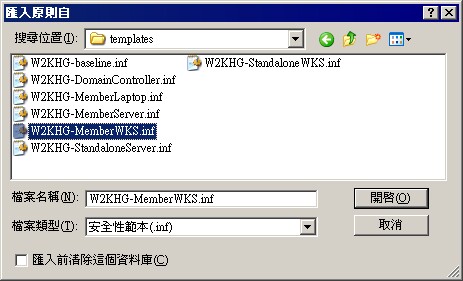 匯入原則自
搜尋位置(I):
templates
W2KHG-baseline.inf
W2KHG-DomainController.inf
W2KHG-MemberLaptop.inf
W2KHG-MemberServer.inf
W2KHG-MemberWKS.inf
W2KHG-StandaloneServer.inf
W2KHG-StandaloneWKS.inf
檔案名稱(N):
W2KHG-MemberWKS.inf
開啓(O)
檔案類型(T):
安全性範本(.inf)
取消
匯入前清除這個資料庫(C)